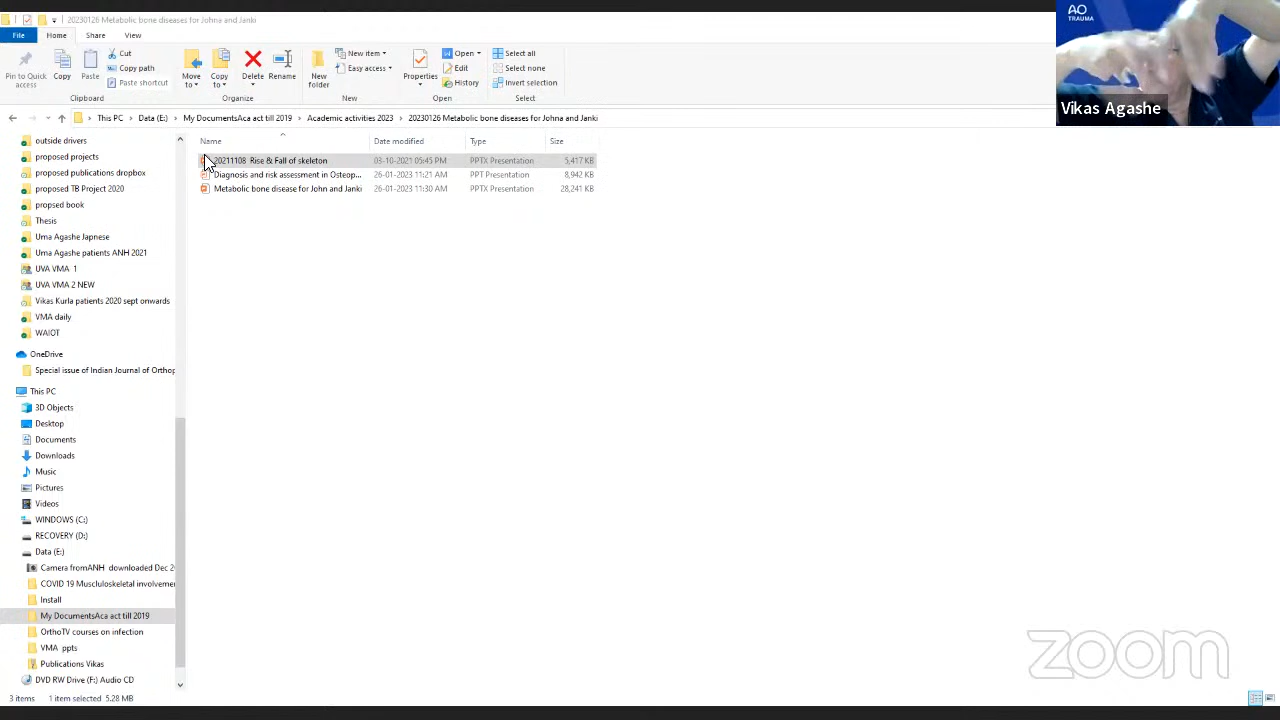 20230126 Metabolic bone diseases for Johna and Janki
AO
TRAUMA
Vikas Agashe
File Home Share View
Pin to Quick access
Copy
Paste
Cut
Copy path
Paste shortcut
Clipboard
Move to
Copy to
Delete
Rename
Organize
New folder
New item
Easy access
New
Properties
Open
Edit
History
Open
Select all
Select none
Invert selection
Select
This PC > Data (E:) > My DocumentsAca act till 2019 > Academic activities 2023 > 20230126 Metabolic bone diseases for Johna and Janki
Name Date modified Type Size
20211108 Rise & Fall of skeleton 03-10-2021 05:45 PM PPTX Presentation 5,417 KB
Diagnosis and risk assessment in Osteop... 26-01-2023 11:21 AM PPT Presentation 8,942 KB
Metabolic bone disease for John and Janki 26-01-2023 11:30 AM PPTX Presentation 28,241 KB
outside drivers
proposed projects
proposed publications dropbox
proposed TB Project 2020
propsed book
Thesis
Uma Agashe Japnese
Uma Agashe patients ANH 2021
UVA VMA 1
UVA VMA 2 NEW
Vikas Kurla patients 2020 sept onwards
VMA daily
WAIOT
OneDrive
Special issue of Indian Journal of Orthop
This PC
3D Objects
Desktop
Documents
Downloads
Music
Pictures
Videos
WINDOWS (C:)
RECOVERY (D:)
Data (E:)
Camera fromANH downloaded Dec 2
COVID 19 Muscluloskeletal involveme
Install
My DocumentsAca act till 2019
OrthoTV courses on infection
VMA ppts
Publications Vikas
DVD RW Drive (F:) Audio CD
3 items 1 item selected 5.28 MB
zoom